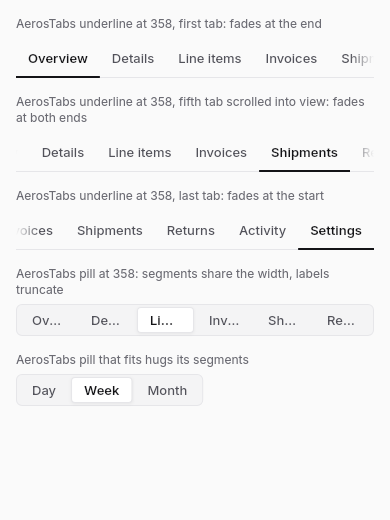 AerosTabs underline at 358, first tab: fades at the end
Overview Details Line items Invoices Ship
AerosTabs underline at 358, fifth tab scrolled into view: fades
at both ends
Details Line items Invoices Shipments R
AerosTabs underline at 358, last tab: fades at the start
oices Shipments Returns Activity Settings
AerosTabs pill at 358: segments share the width, labels
truncate
Ov... De... Li... Inv... Sh... Re...
AerosTabs pill that fits hugs its segments
Day Week Month